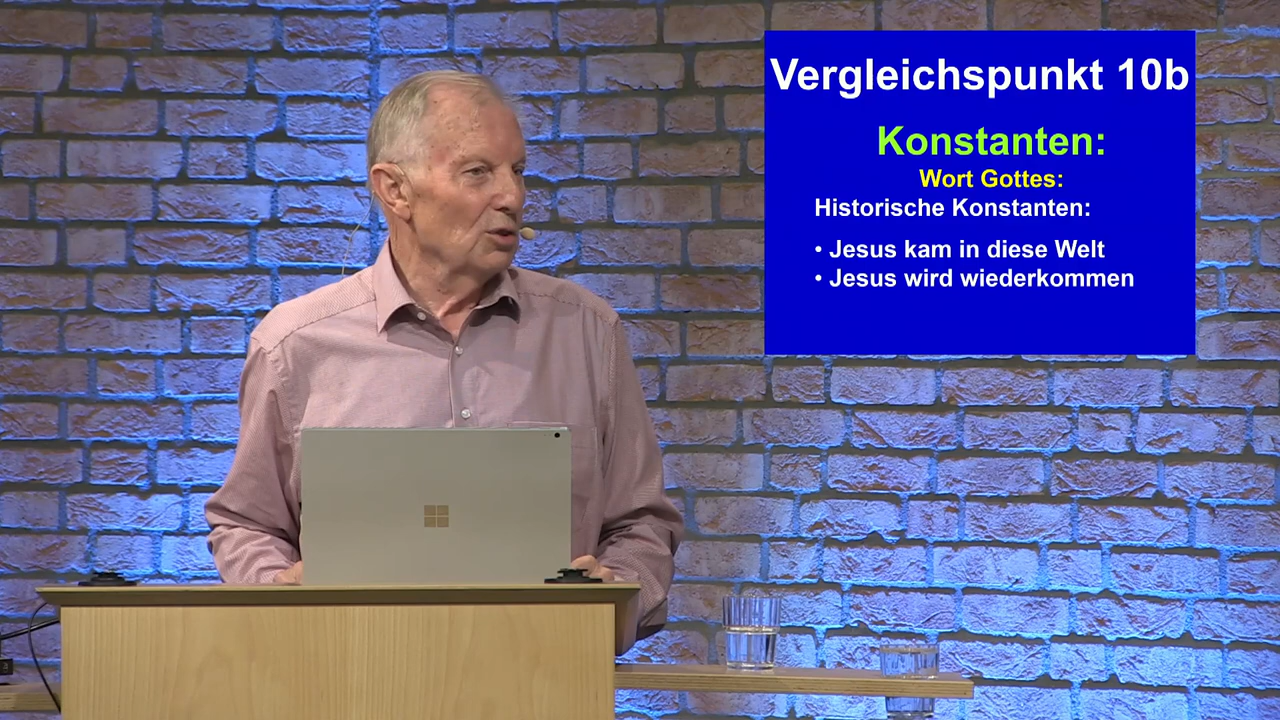 Vergleichspunkt 10b
Konstanten:
Wort Gottes:
Historische Konstanten:
• Jesus kam in diese Welt
• Jesus wird wiederkommen